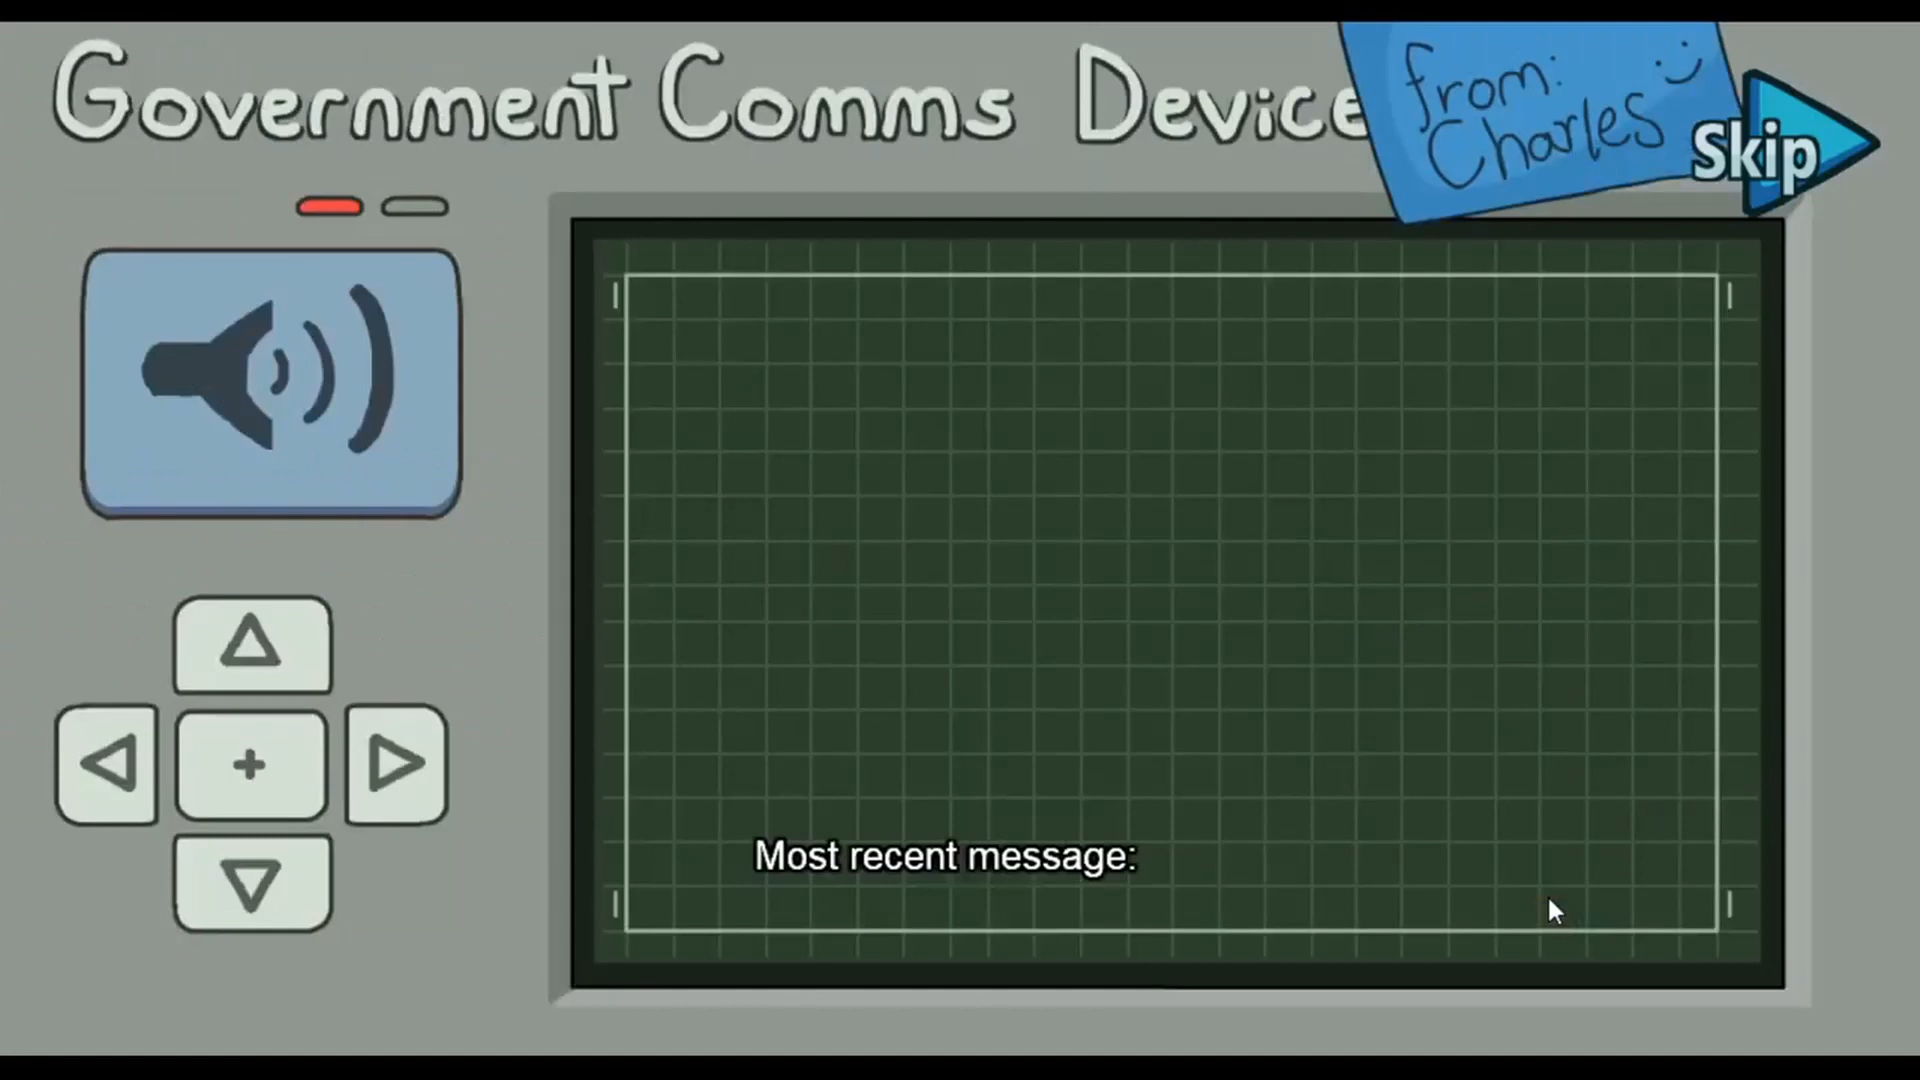 Government Comms Device
from:
Charles
Skip
Most recent message: